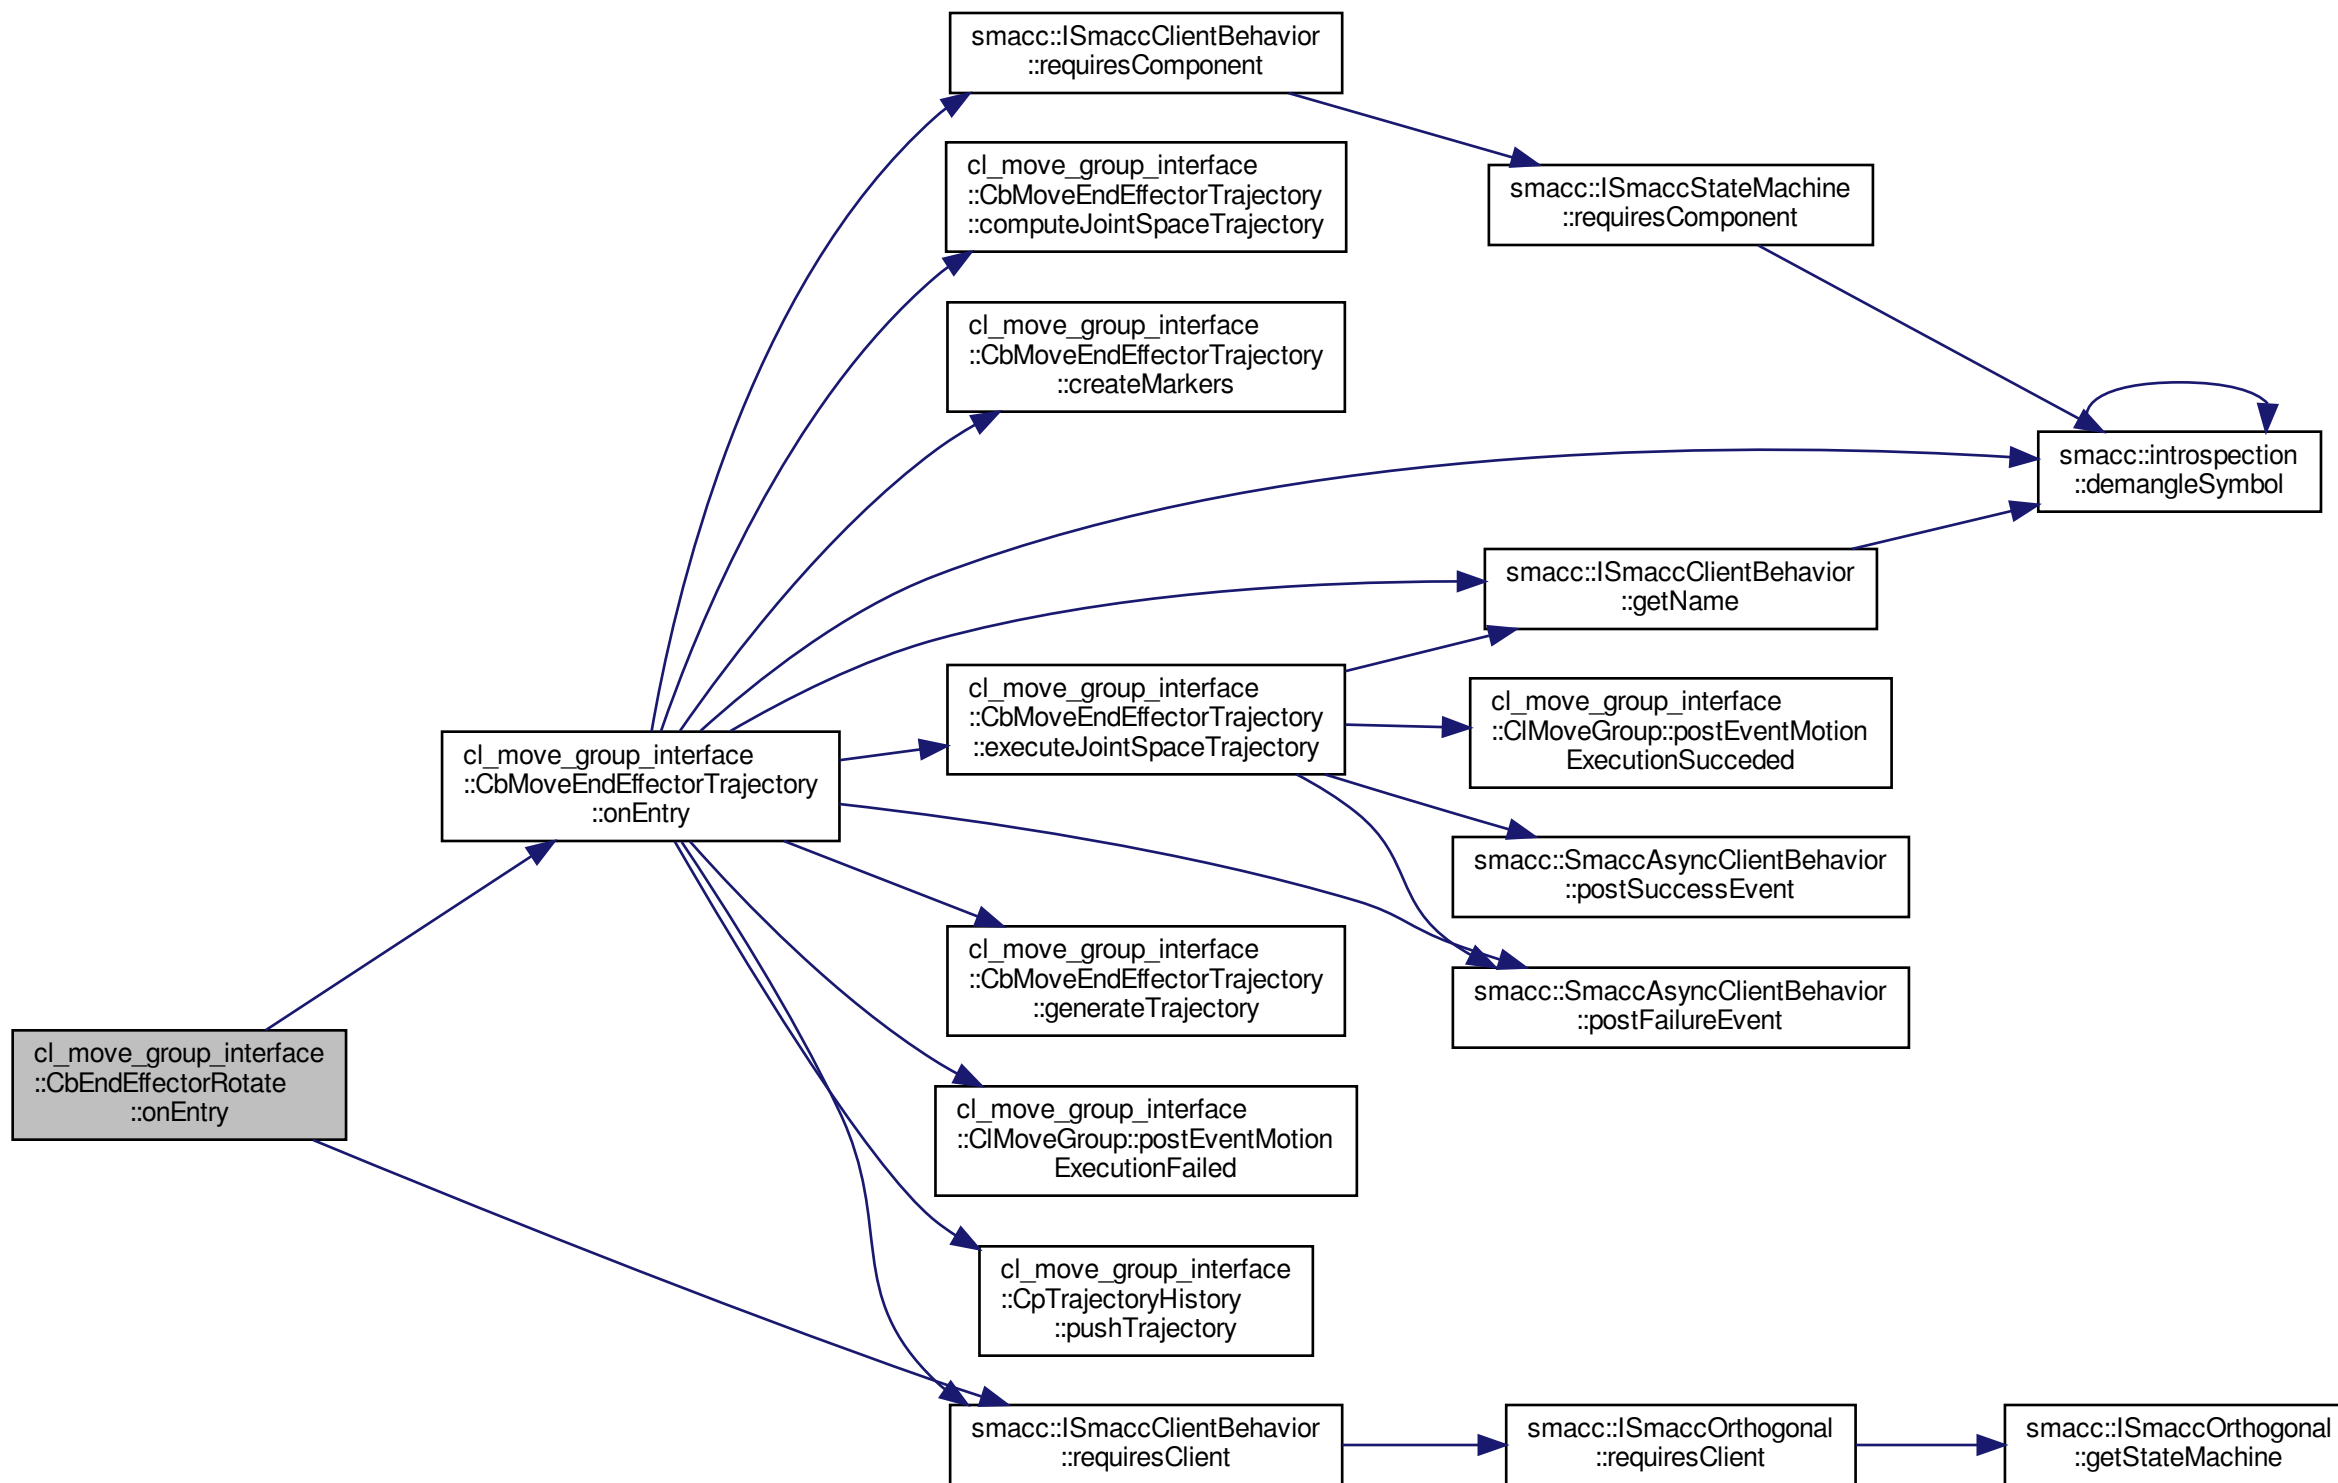 smacc::ISmaccClientBehavior
::requiresComponent
cl_move_group_interface
::CbMoveEndEffectorTrajectory
::computeJointSpaceTrajectory
smacc::ISmaccStateMachine
::requiresComponent
cl_move_group_interface
::CbMoveEndEffectorTrajectory
::createMarkers
smacc::introspection
::demangleSymbol
smacc::ISmaccClientBehavior
::getName
cl_move_group_interface
::CbMoveEndEffectorTrajectory
::executeJointSpaceTrajectory
cl_move_group_interface
::ClMoveGroup::postEventMotion
ExecutionSucceded
cl_move_group_interface
::CbMoveEndEffectorTrajectory
::onEntry
smacc::SmaccAsyncClientBehavior
::postSuccessEvent
cl_move_group_interface
::CbMoveEndEffectorTrajectory
::generateTrajectory
smacc::SmaccAsyncClientBehavior
::postFailureEvent
cl_move_group_interface
::CbEndEffectorRotate
::onEntry
cl_move_group_interface
::ClMoveGroup::postEventMotion
ExecutionFailed
cl_move_group_interface
::CpTrajectoryHistory
::pushTrajectory
smacc::ISmaccClientBehavior
::requiresClient
smacc::ISmaccOrthogonal
::requiresClient
smacc::ISmaccOrthogonal
::getStateMachine